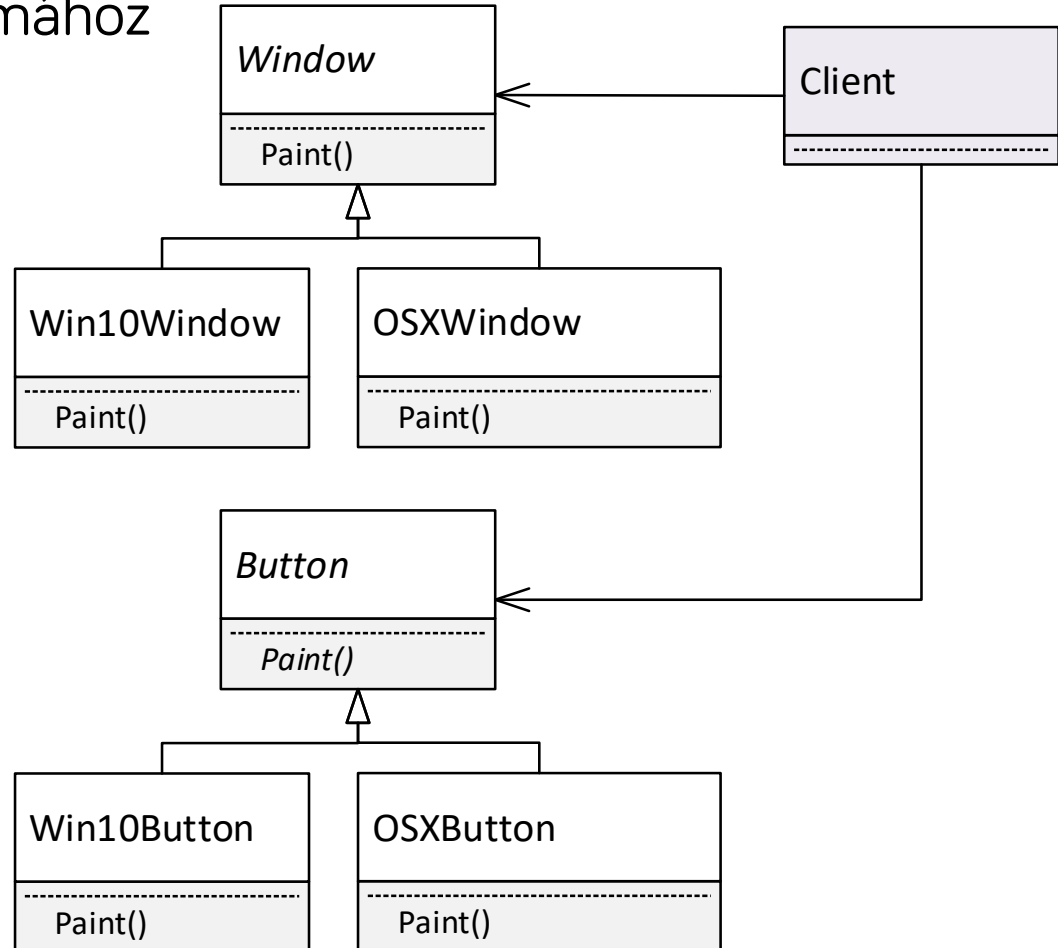 mához
Window
Paint()
Client
Win10Window
Paint()
OSXWindow
Paint()
Button
Paint()
Win10Button
Paint()
OSXButton
Paint()